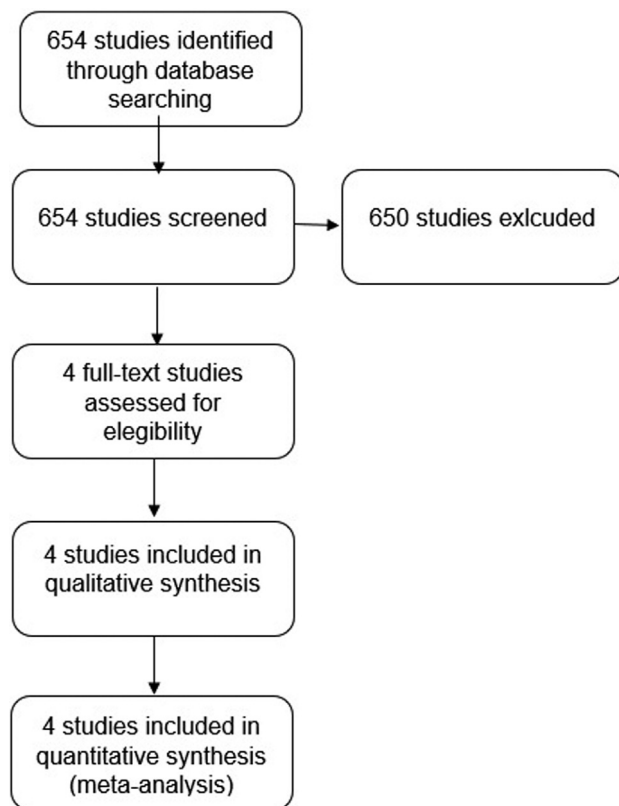 654 studies identified
through database
searching
654 studies screened
650 studies exlcuded
4 full-text studies
assessed for
elegibility
4 studies included in
qualitative synthesis
4 studies included in
quantitative synthesis
(meta-analysis)